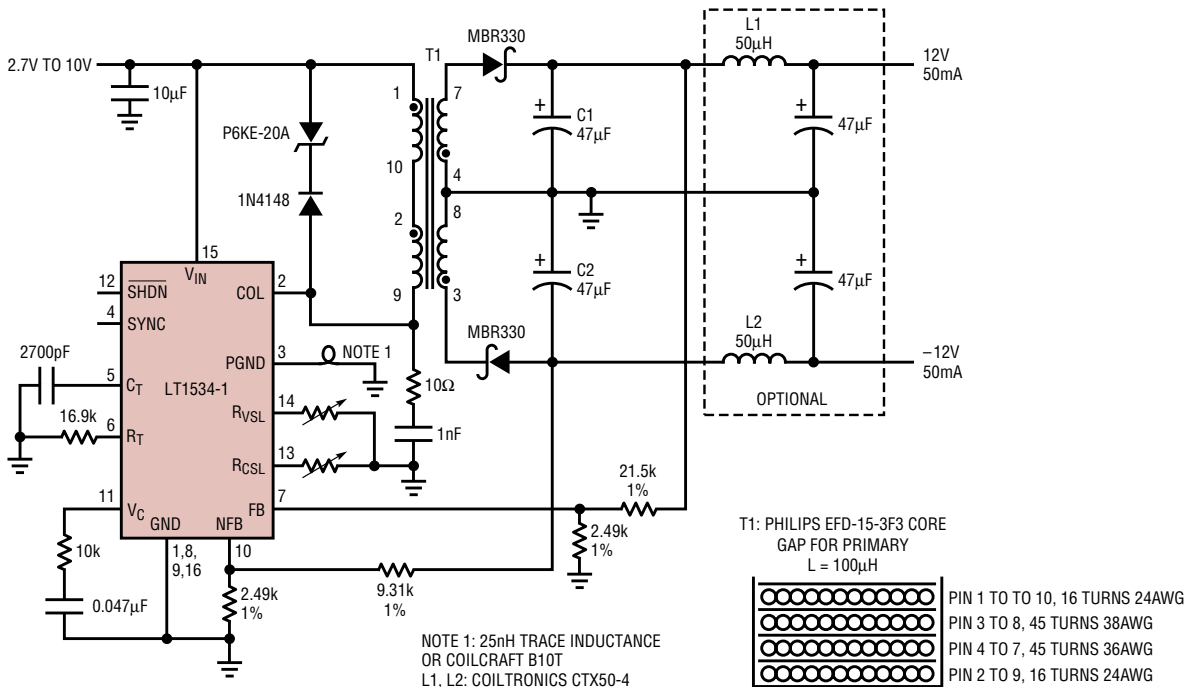 L1
50µH
MBR330
T1
12V
50mA
2.7V TO 10V
10µF
1
7
+
C1
47µF
+
47µF
P6KE-20A
10
4
1N4148
2
8
15
VIN
12
SHDN
COL
2
+
C2
47µF
+
47µF
4
SYNC
9
3
MBR330
L2
50µH
2700pF
PGND
3
NOTE 1
–12V
50mA
5
CT
LT1534-1
10Ω
OPTIONAL
14
RVSL
16.9k
6
RT
1nF
13
RCSL
21.5k
1%
11
VC
7
FB
GND
NFB
2.49k
1%
T1: PHILIPS EFD-15-3F3 CORE
GAP FOR PRIMARY
L = 100µH
10k
1,8,
9,16
10
9.31k
1%
0.047µF
2.49k
1%
PIN 1 TO TO 10, 16 TURNS 24AWG
PIN 3 TO 8, 45 TURNS 38AWG
PIN 4 TO 7, 45 TURNS 36AWG
PIN 2 TO 9, 16 TURNS 24AWG
NOTE 1: 25nH TRACE INDUCTANCE
OR COILCRAFT B10T
L1, L2: COILTRONICS CTX50-4